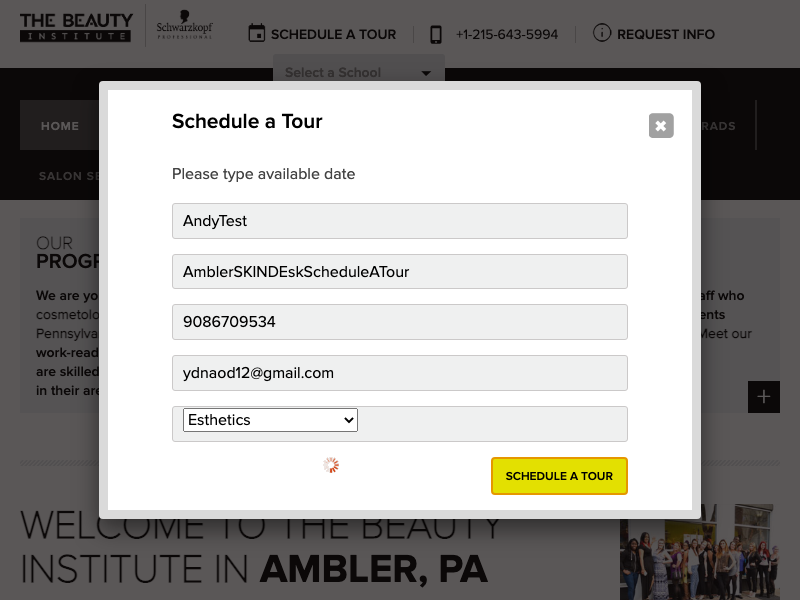 THE BEAUTY
INSTITUTE
Schwarzkopf
PROFESSIONAL
SCHEDULE A TOUR
+1-215-643-5994
REQUEST INFO
Select a School
HOME
RADS
SALON SE
Schedule a Tour
Please type available date
AndyTest
AmblerSKINDEskScheduleATour
9086709534
ydnaod12@gmail.com
Esthetics
SCHEDULE A TOUR
OUR
PROGR
We are yo
cosmetolo
Pennsylva
work-read
are skilled
in their are
aff who
ents
Meet our
WELCOME TO THE BEAUTY
INSTITUTE IN AMBLER, PA